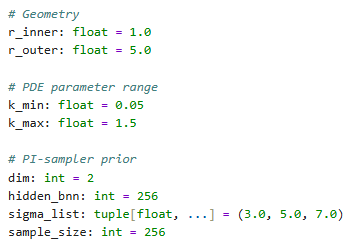 # Geometry
r_inner: float = 1.0
r_outer: float = 5.0
# PDE parameter range
k_min: float = 0.05
k_max: float = 1.5
# PI-sampler prior
dim: int = 2
hidden_bnn: int = 256
sigma_list: tuple[float, ...] = (3.0, 5.0, 7.0)
sample_size: int = 256